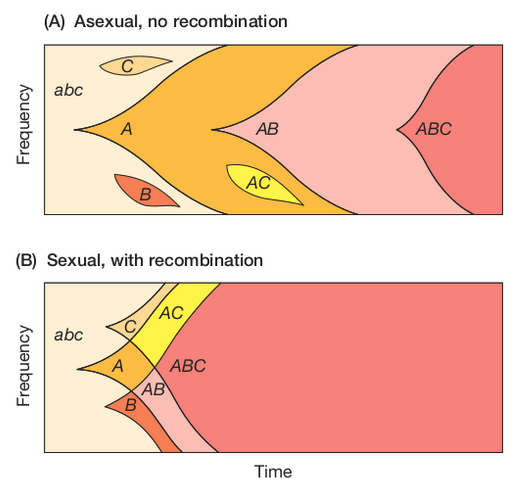 (A) Asexual, no recombination
Frequency
abc
C
A
B
AB
AC
ABC
(B) Sexual, with recombination
Frequency
abc
C
A
B
AC
AB
ABC
Time